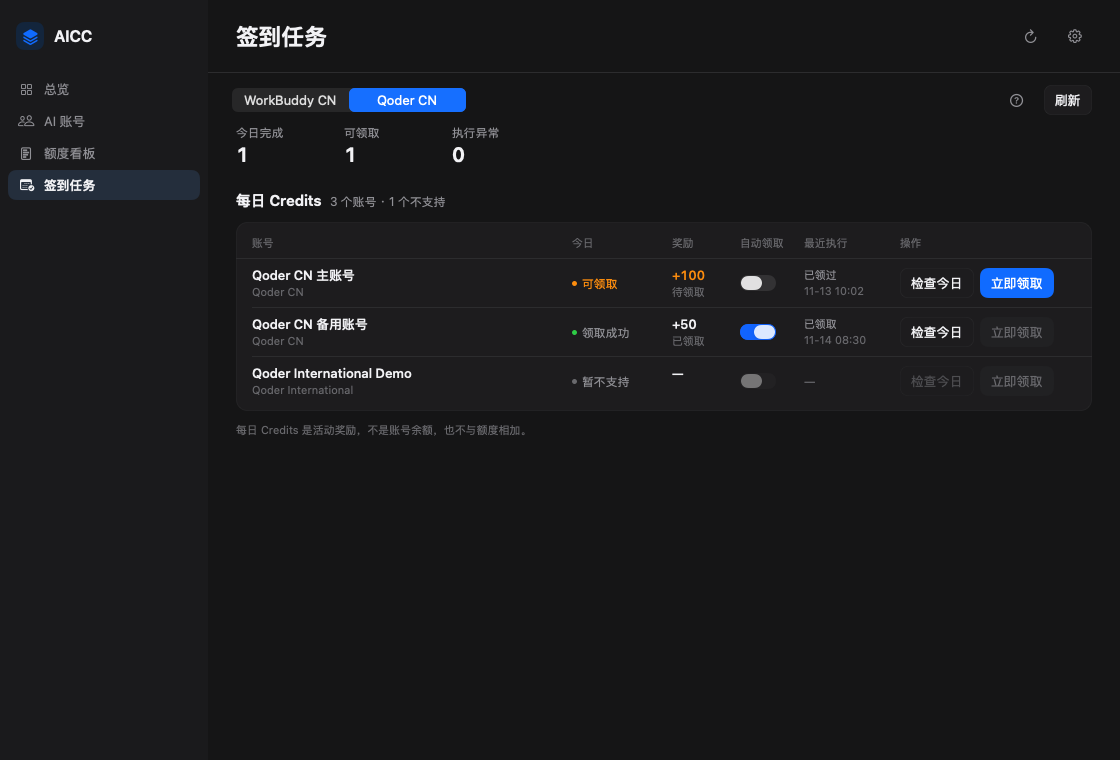 AICC
签到任务
总览
AI 账号
额度看板
签到任务
WorkBuddy CN
Qoder CN
刷新
今日完成
可领取
执行异常
1
1
0
每日 Credits 3 个账号 · 1 个不支持
账号 今日 奖励 自动领取 最近执行 操作
Qoder CN 主账号
Qoder CN
可领取
+100
待领取
已领过
11-13 10:02
检查今日
立即领取
Qoder CN 备用账号
Qoder CN
领取成功
+50
已领取
已领取
11-14 08:30
检查今日
立即领取
Qoder International Demo
Qoder International
暂不支持
—
—
检查今日
立即领取
每日 Credits 是活动奖励，不是账号余额，也不与额度相加。